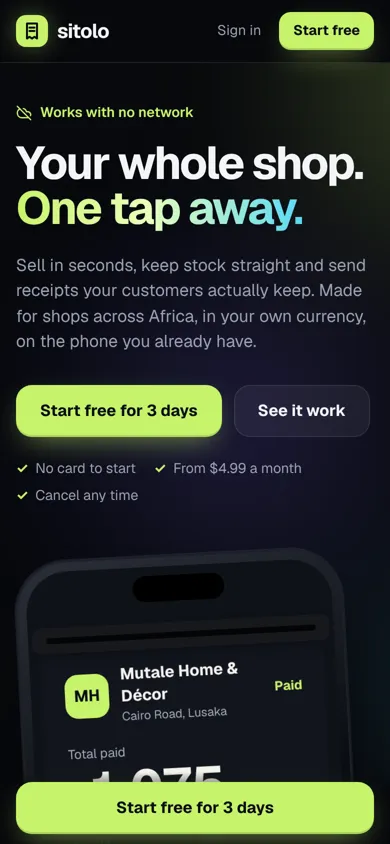 sitolo
Sign in
Start free
Works with no network
Your whole shop.
One tap away.
Sell in seconds, keep stock straight and send
receipts your customers actually keep. Made
for shops across Africa, in your own currency,
on the phone you already have.
Start free for 3 days
See it work
No card to start
From $4.99 a month
Cancel any time
MH
Mutale Home &
Décor
Cairo Road, Lusaka
Paid
Total paid
Start free for 3 days